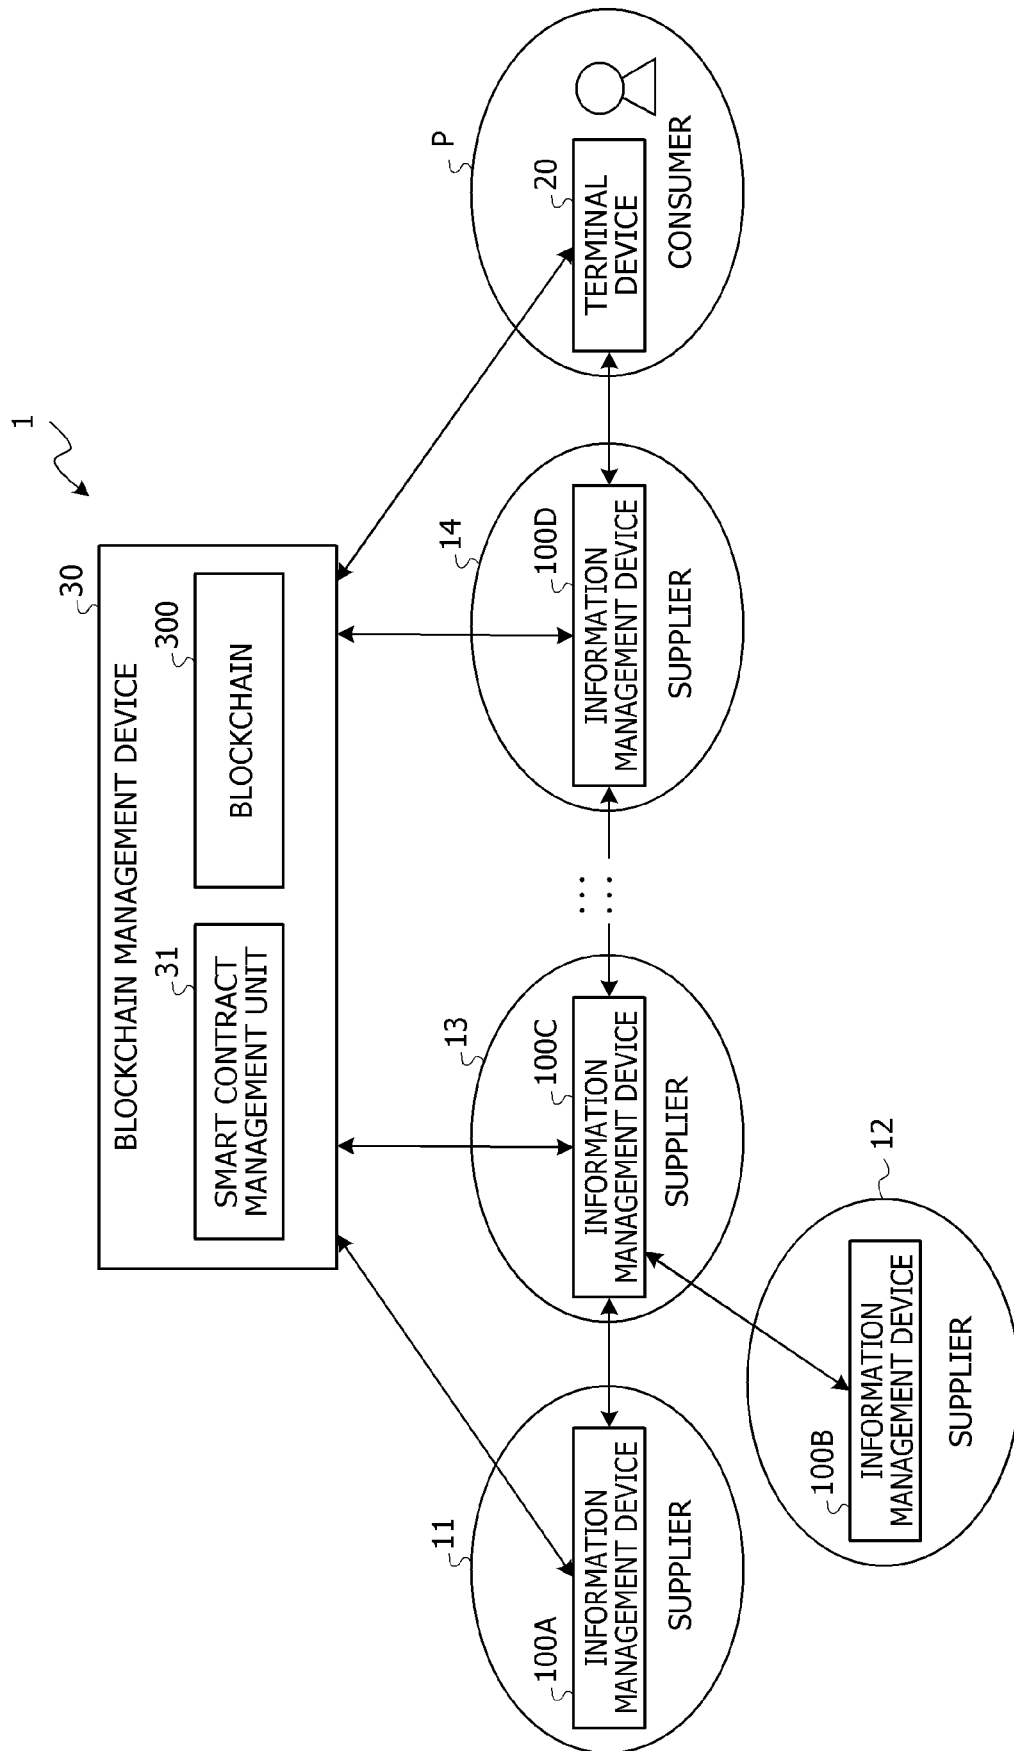 1
30
BLOCKCHAIN MANAGEMENT DEVICE
31
SMART CONTRACT
MANAGEMENT UNIT
300
BLOCKCHAIN
11
100A
INFORMATION
MANAGEMENT DEVICE
SUPPLIER
13
100C
INFORMATION
MANAGEMENT DEVICE
SUPPLIER
14
100D
INFORMATION
MANAGEMENT DEVICE
SUPPLIER
P
20
TERMINAL
DEVICE
CONSUMER
12
100B
INFORMATION
MANAGEMENT DEVICE
SUPPLIER